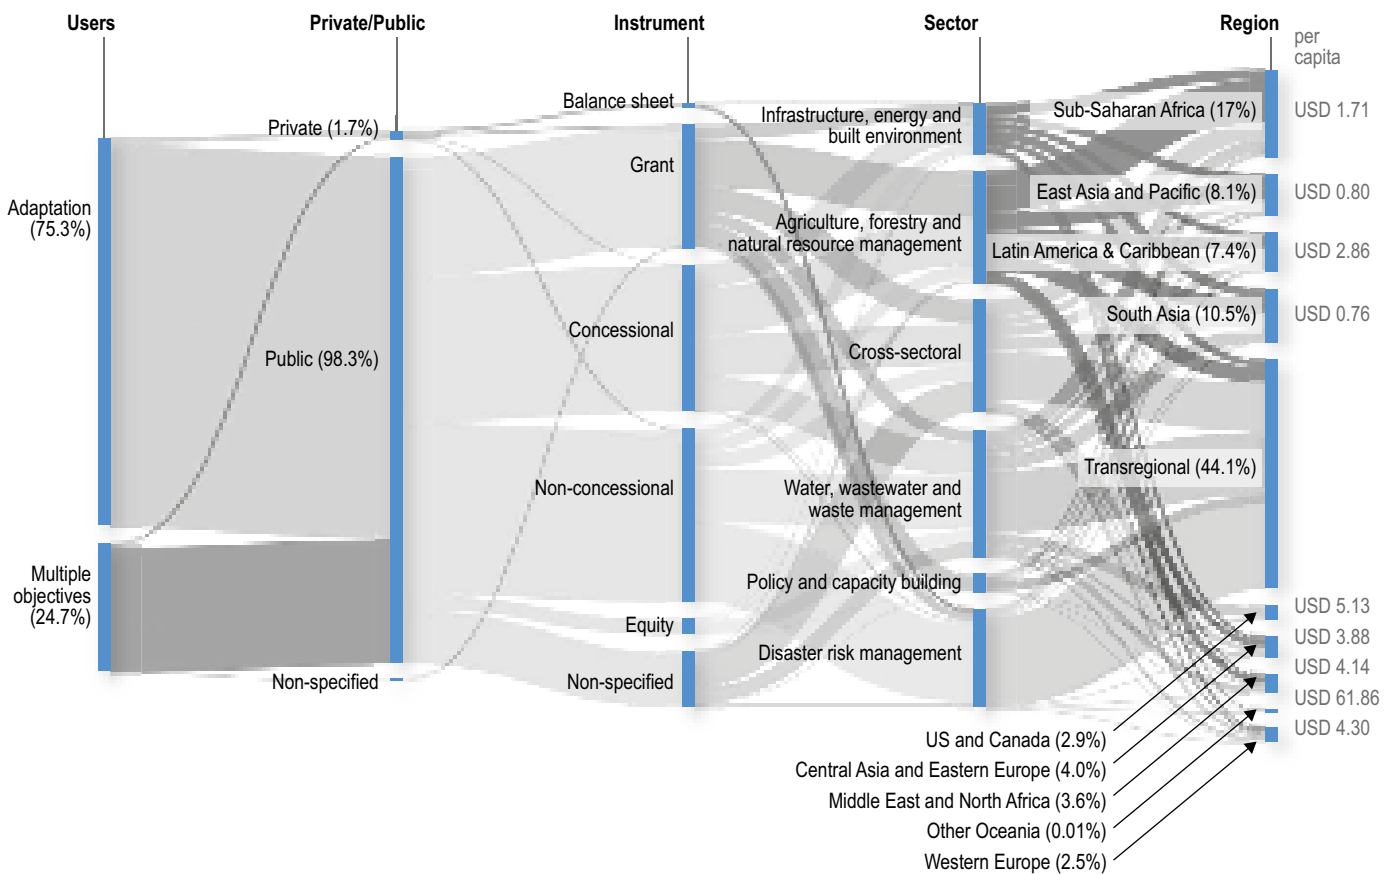 Users
Private/Public
Instrument
Sector
Region
per
capita
Adaptation
(75.3%)
Multiple
objectives
(24.7%)
Private (1.7%)
Public (98.3%)
Non-specified
Balance sheet
Grant
Concessional
Non-concessional
Equity
Non-specified
Infrastructure, energy and
built environment
Agriculture, forestry and
natural resource management
Cross-sectoral
Water, wastewater and
waste management
Policy and capacity building
Disaster risk management
Sub-Saharan Africa (17%)
USD 1.71
East Asia and Pacific (8.1%)
USD 0.80
Latin America & Caribbean (7.4%)
USD 2.86
South Asia (10.5%)
USD 0.76
Transregional (44.1%)
USD 5.13
USD 3.88
USD 4.14
USD 61.86
USD 4.30
US and Canada (2.9%)
Central Asia and Eastern Europe (4.0%)
Middle East and North Africa (3.6%)
Other Oceania (0.01%)
Western Europe (2.5%)